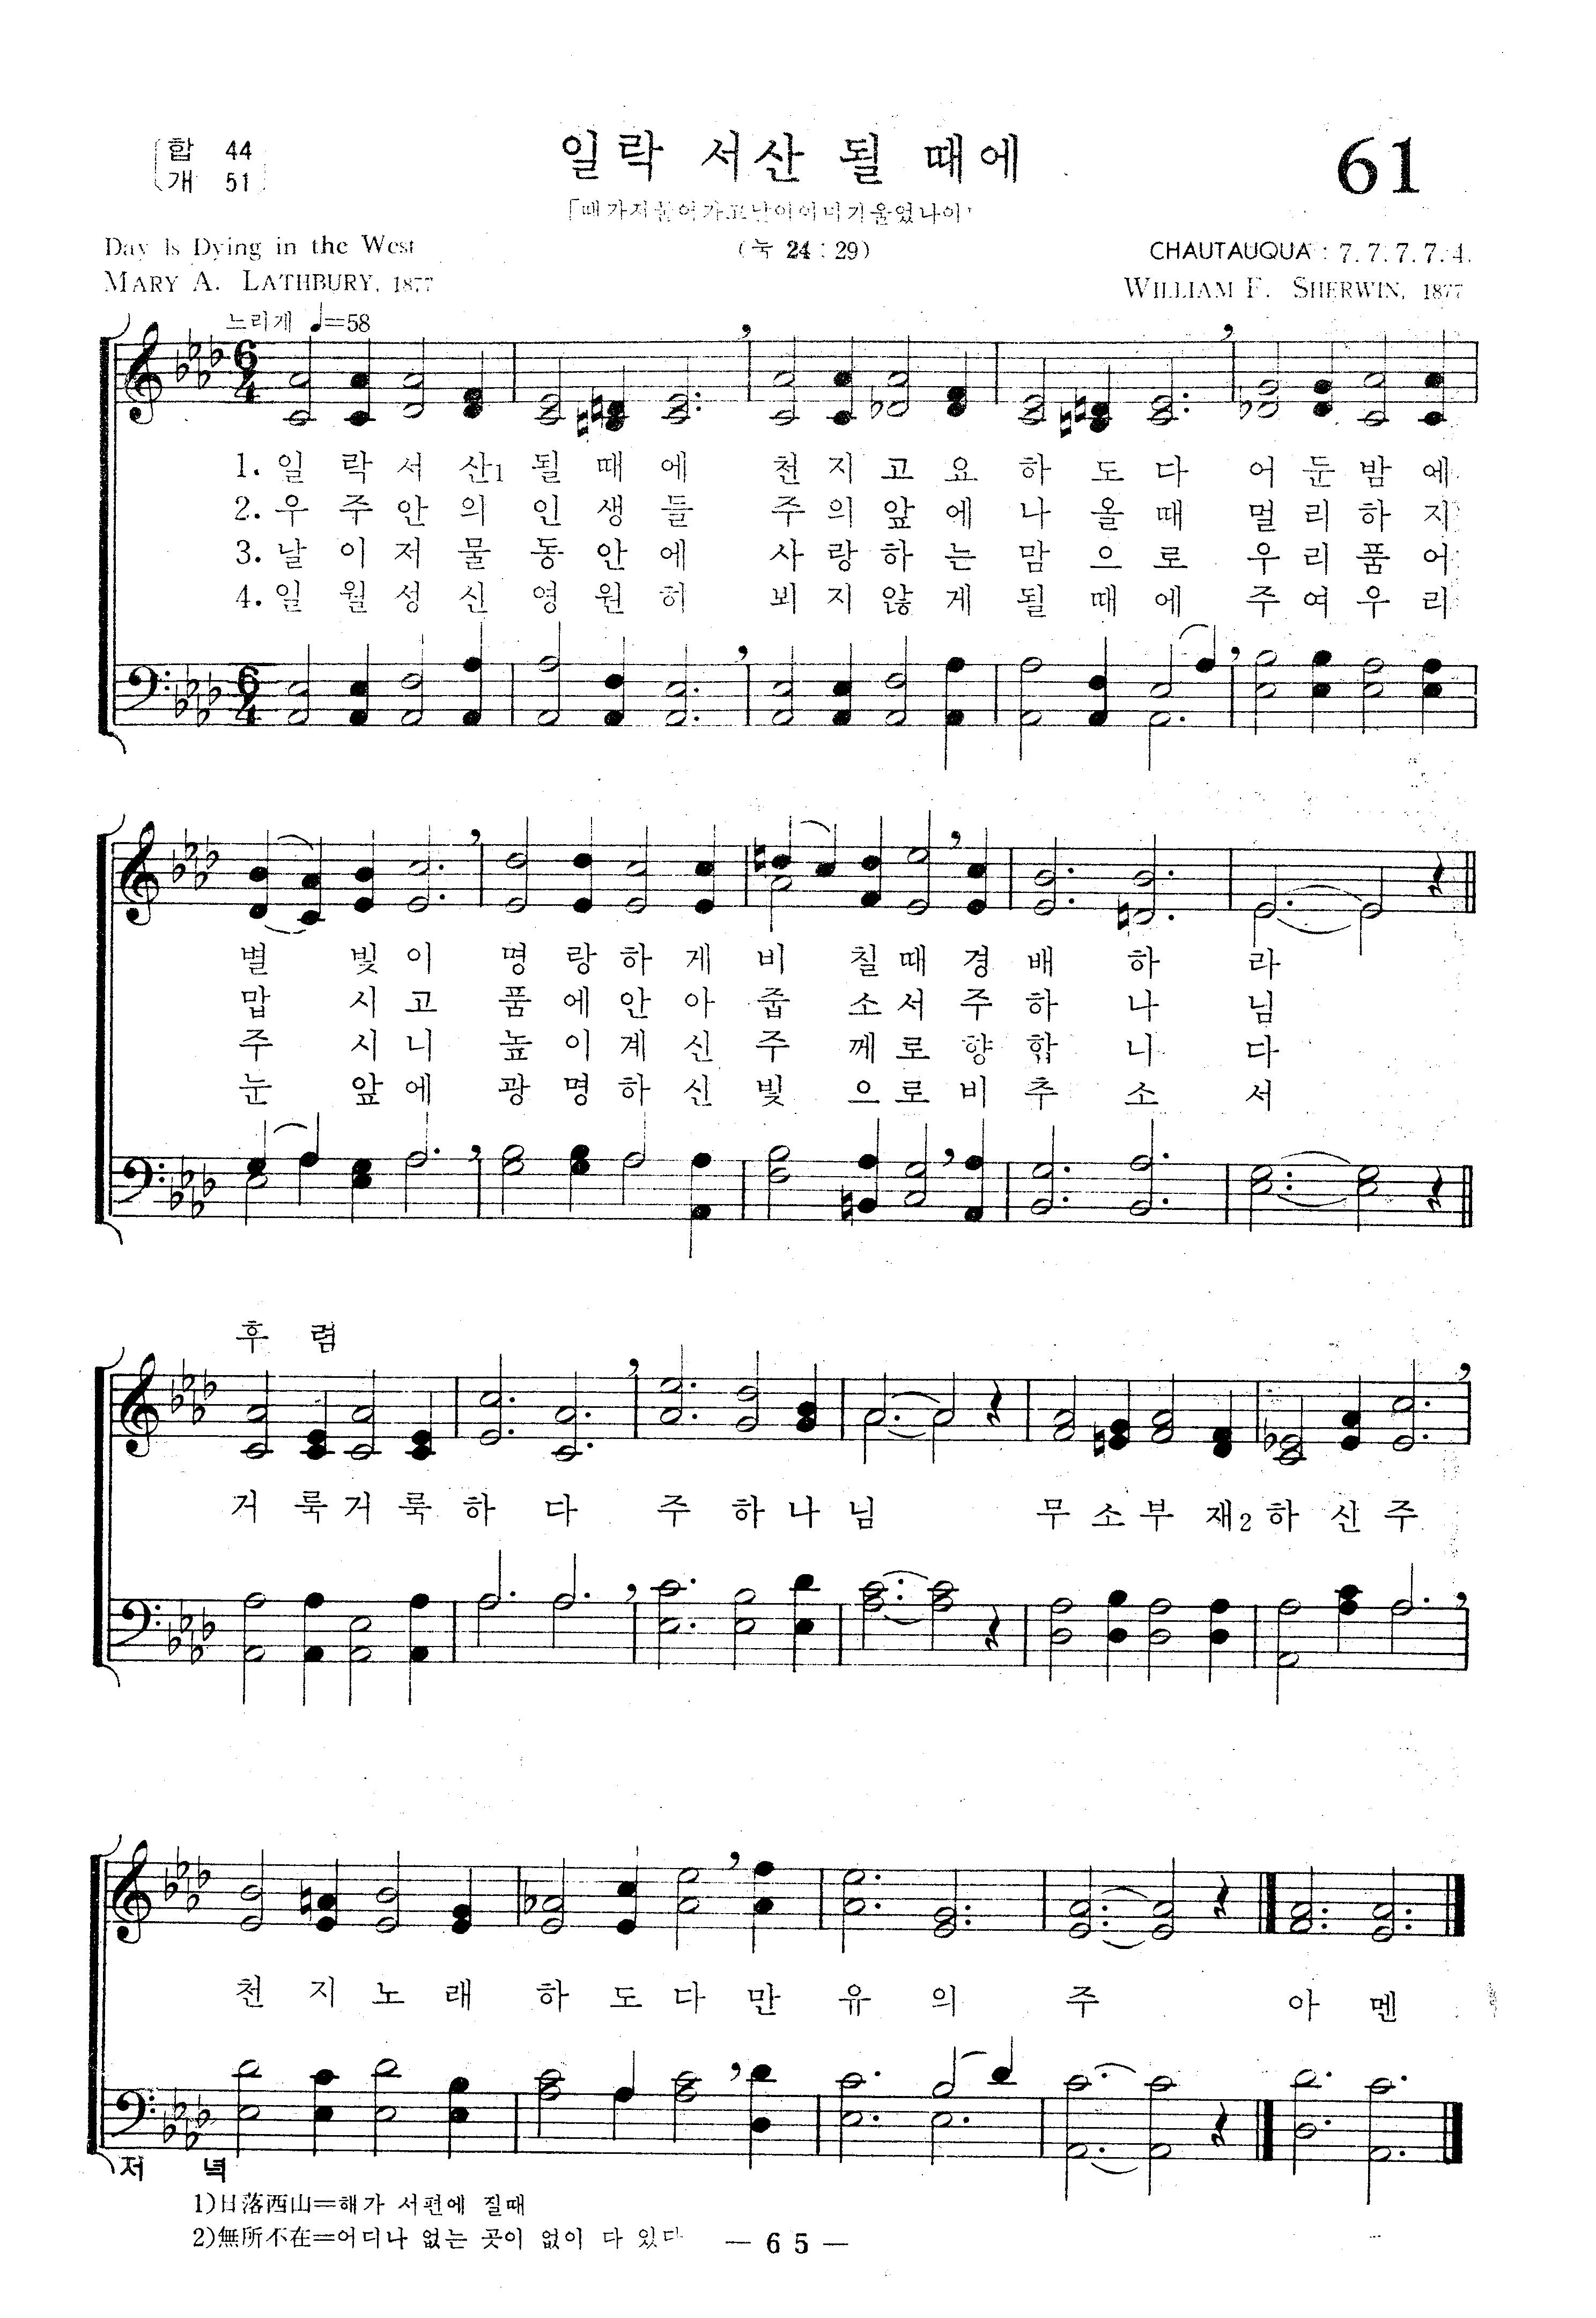 합 44
개 51
일락 서산 될 때에
61
「때가저물어가고날이이미기울었나이」
(눅 24 : 29)
Day Is Dying in the West
MARY A. LATHBURY, 1877
CHAUTAUQUA : 7. 7. 7. 7. 4.
WILLIAM F. SHERWIN, 1877
느리게 ♩=58
1. 일 락 서 산1 될 때 에 천 지 고 요 하 도 다 어 둔 밤 에
2. 우 주 안 의 인 생 들 주 의 앞 에 나 올 때 멀 리 하 지
3. 날 이 저 물 동 안 에 사 랑 하 는 맘 으 로 우 리 품 어
4. 일 월 성 신 영 원 히 뵈 지 않 게 될 때 에 주 여 우 리
별 빛 이 명 랑 하 게 비 칠 때 경 배 하 라
맙 시 고 품 에 안 아 줍 소 서 주 하 나 님
주 시 니 높 이 계 신 주 께 로 향 합 니 다
눈 앞 에 광 명 하 신 빛 으 로 비 추 소 서
후 렴
거 룩 거 룩 하 다 주 하 나 님 무 소 부 재2 하 신 주
천 지 노 래 하 도 다 만 유 의 주 아 멘
저 녁
1)日落西山=해가 서편에 질때
2)無所不在=어디나 없는 곳이 없이 다 있다
— 6 5 —